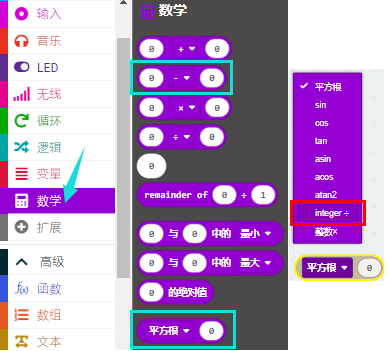 输入
音乐
LED
无线
循环
逻辑
变量
数学
扩展
高级
函数
数组
文本
数学
0 + 0
0 - 0
0 × 0
0 ÷ 0
0
remainder of 0 ÷ 1
0 与 0 中的 最小
0 与 0 中的 最大
0 的绝对值
平方根 0
平方根
sin
cos
tan
asin
acos
atan2
integer ÷
整数×
平方根 0